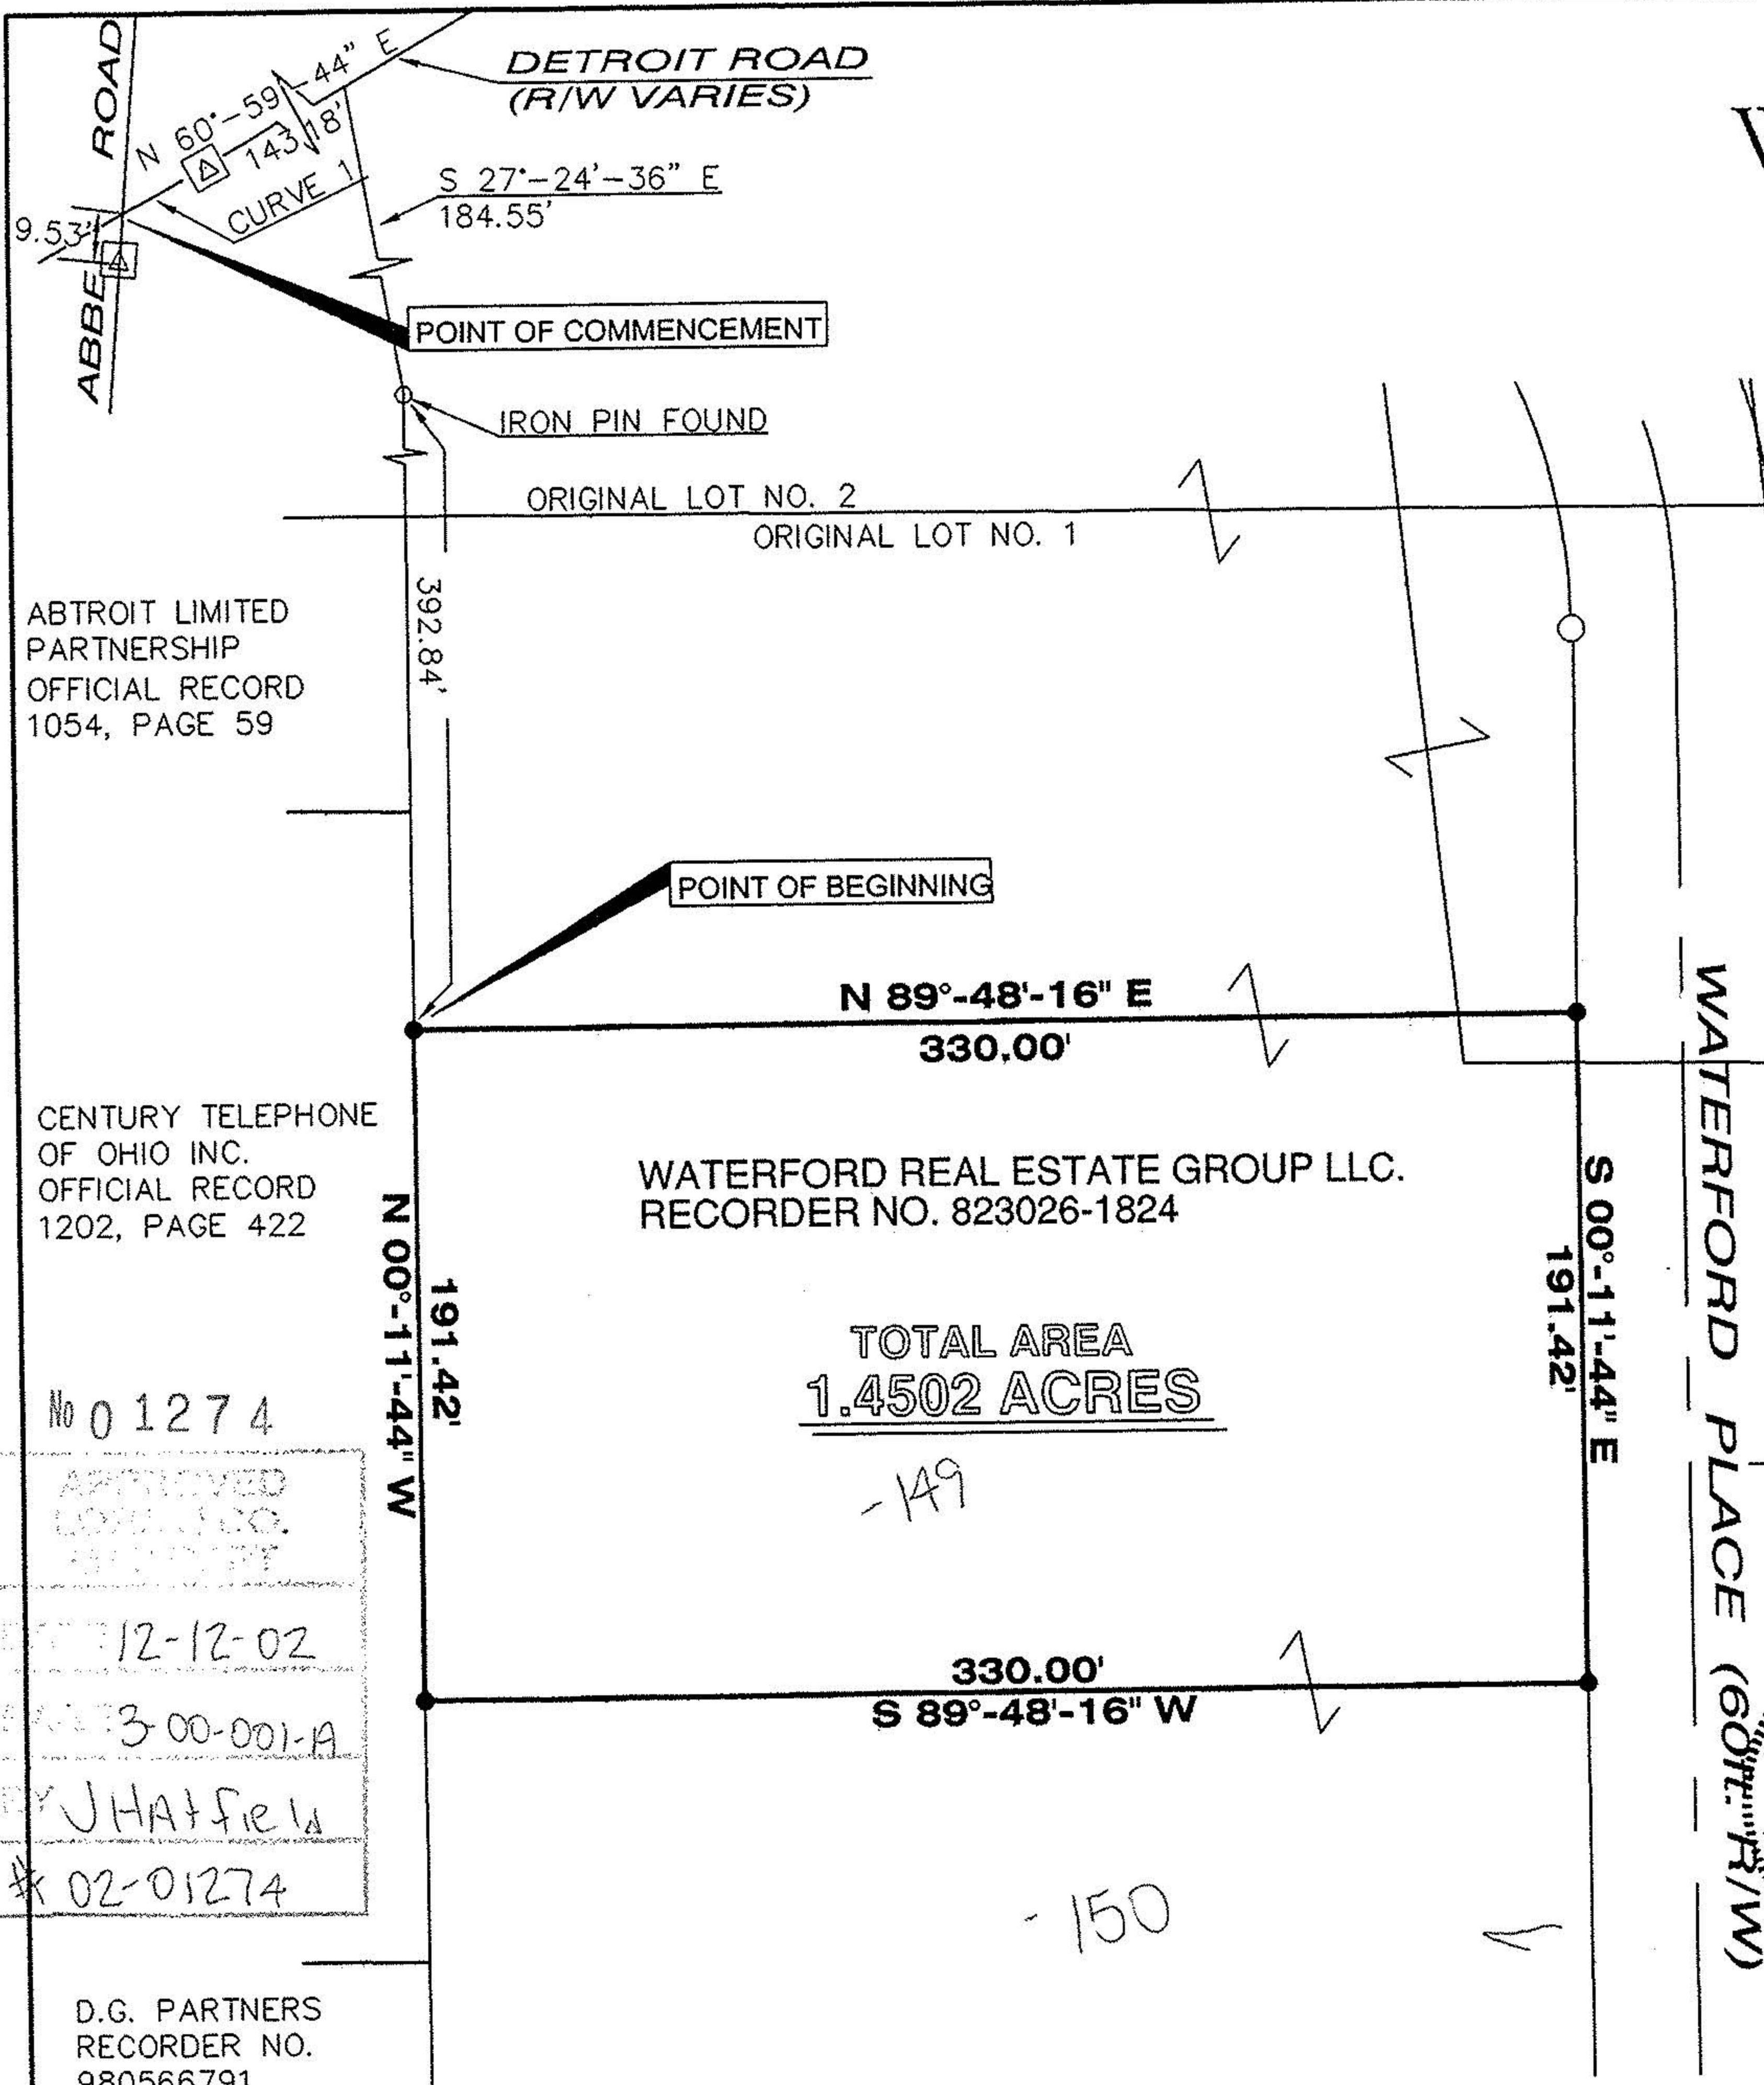 DETROIT ROAD
(R/W VARIES)
ABBE ROAD
N 60°-59'-44" E
143.18'
CURVE 1
9.53'
S 27°-24'-36" E
184.55'
POINT OF COMMENCEMENT
IRON PIN FOUND
ORIGINAL LOT NO. 2
ORIGINAL LOT NO. 1
392.84'
ABTROIT LIMITED
PARTNERSHIP
OFFICIAL RECORD
1054, PAGE 59
POINT OF BEGINNING
N 89°-48'-16" E
330.00'
CENTURY TELEPHONE
OF OHIO INC.
OFFICIAL RECORD
1202, PAGE 422
WATERFORD REAL ESTATE GROUP LLC.
RECORDER NO. 823026-1824
N 00°-11'-44" W
191.42'
S 00°-11'-44" E
191.42'
WATERFORD PLACE (60ft. R/W)
TOTAL AREA
1.4502 ACRES
-149
No 01274
APPROVED
CO.
12-12-02
3-00-001-A
BY JHAtfield
# 02-01274
330.00'
S 89°-48'-16" W
-150
D.G. PARTNERS
RECORDER NO.
980566791